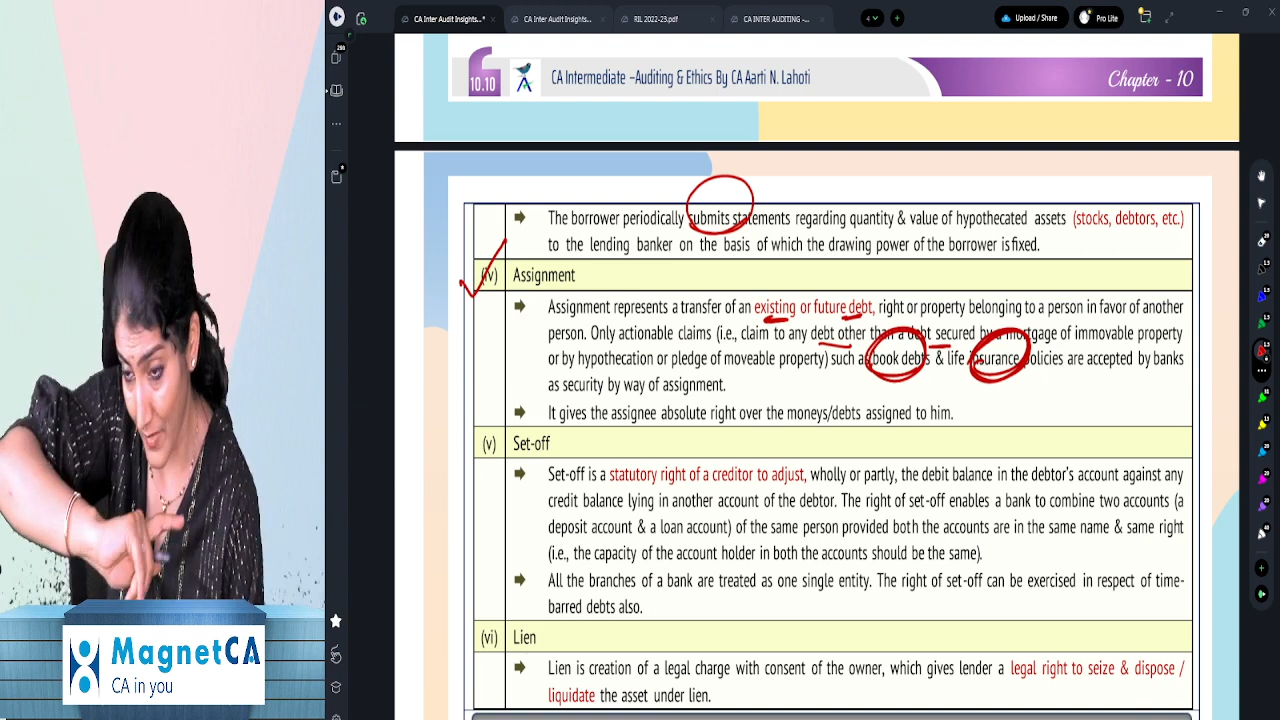 CA Inter Audit Insights...*
CA Inter Audit Insights...
RIL 2022-23.pdf
CA INTER AUDITING -...
4
Upload / Share
Pro Lite
10.10
CA Intermediate –Auditing & Ethics By CA Aarti N. Lahoti
Chapter - 10
The borrower periodically submits statements regarding quantity & value of hypothecated assets (stocks, debtors, etc.)
to the lending banker on the basis of which the drawing power of the borrower is fixed.
(iv) Assignment
Assignment represents a transfer of an existing or future debt, right or property belonging to a person in favor of another
person. Only actionable claims (i.e., claim to any debt other than a debt secured by a mortgage of immovable property
or by hypothecation or pledge of moveable property) such as book debts & life insurance policies are accepted by banks
as security by way of assignment.
It gives the assignee absolute right over the moneys/debts assigned to him.
(v) Set-off
Set-off is a statutory right of a creditor to adjust, wholly or partly, the debit balance in the debtor's account against any
credit balance lying in another account of the debtor. The right of set-off enables a bank to combine two accounts (a
deposit account & a loan account) of the same person provided both the accounts are in the same name & same right
(i.e., the capacity of the account holder in both the accounts should be the same).
All the branches of a bank are treated as one single entity. The right of set-off can be exercised in respect of time-
barred debts also.
(vi) Lien
Lien is creation of a legal charge with consent of the owner, which gives lender a legal right to seize & dispose /
liquidate the asset under lien.
MagnetCA
CA in you